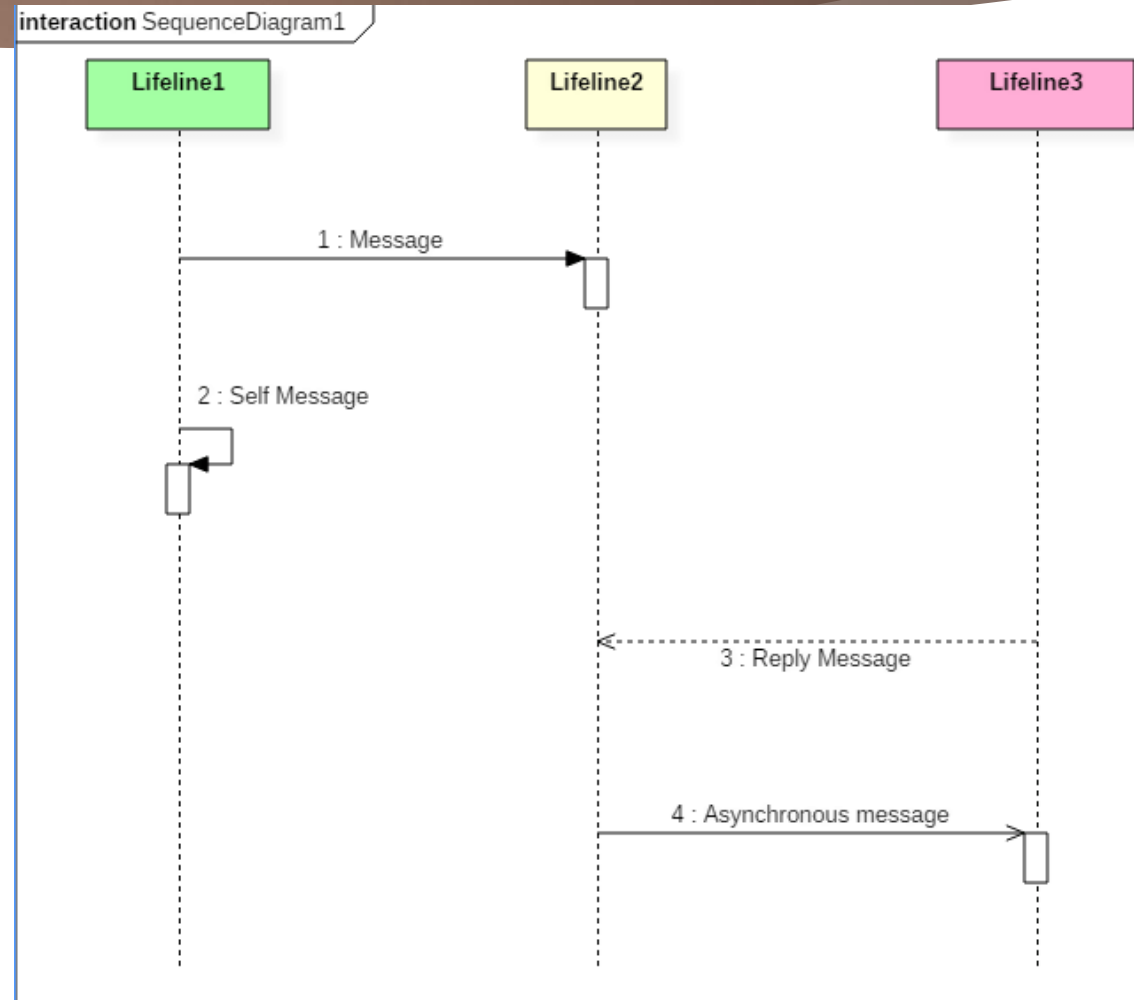 interaction SequenceDiagram1
Lifeline1
Lifeline2
Lifeline3
1 : Message
2 : Self Message
3 : Reply Message
4 : Asynchronous message